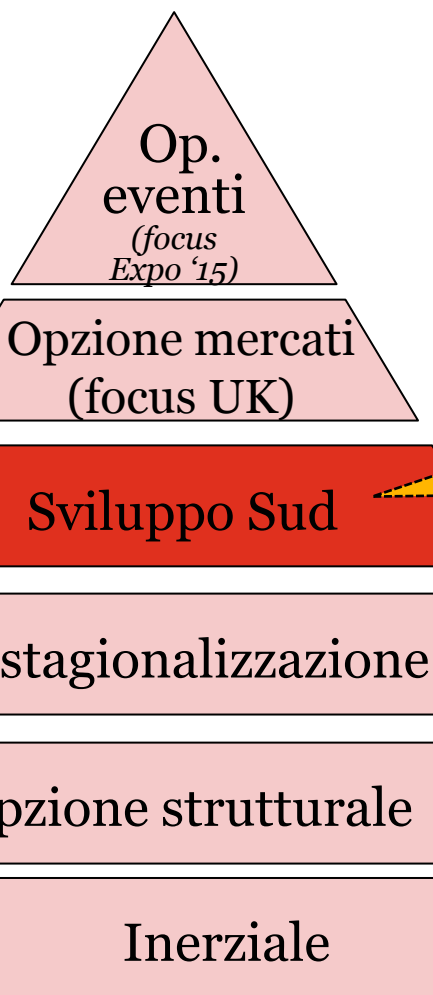 Op.
eventi
(focus
Expo ‘15)
Opzione mercati
(focus UK)
Sviluppo Sud
stagionalizzazione
pzione strutturale
Inerziale